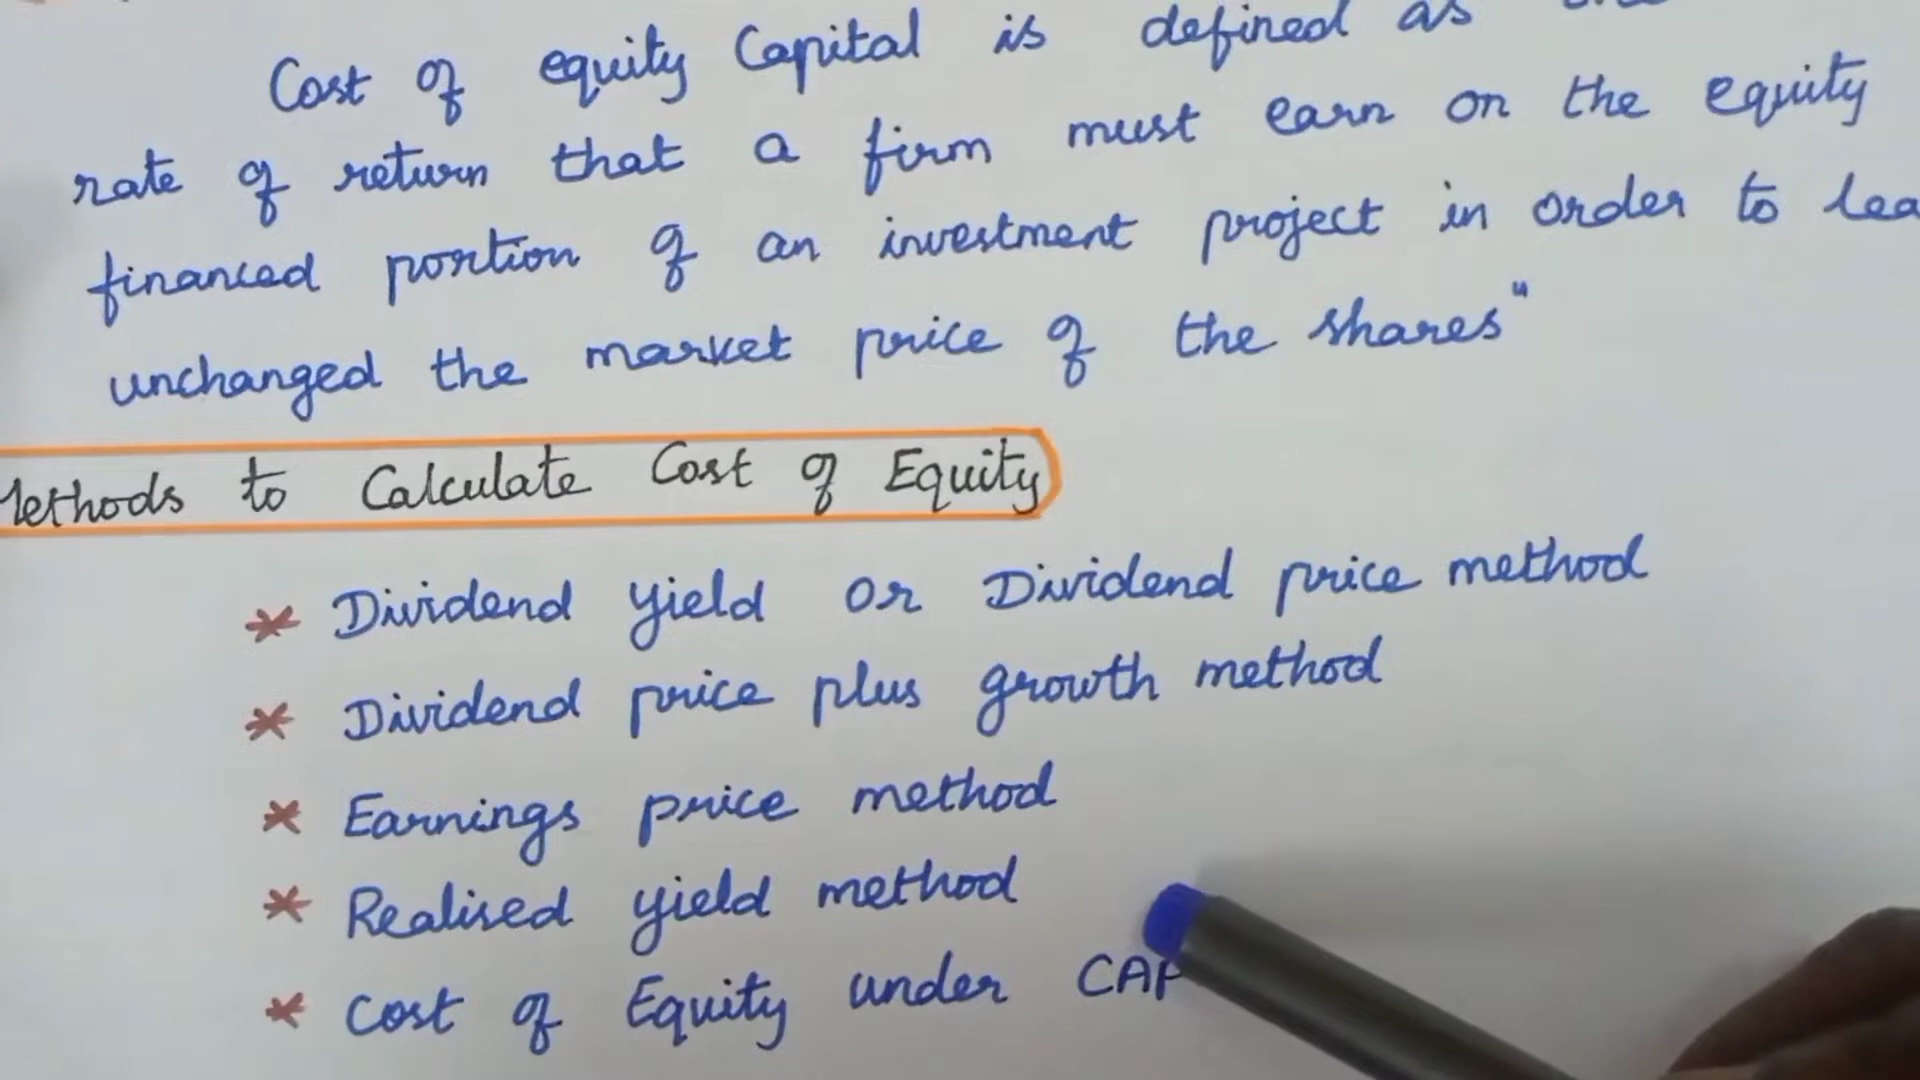 Cost of equity Capital is defined as
rate of return that a firm must earn on the equity
financed portion of an investment project in order to
unchanged the market price of the shares"
Methods to Calculate Cost of Equity
* Dividend yield or Dividend price method
* Dividend price plus growth method
* Earnings price method
* Realised yield method
* Cost of Equity under